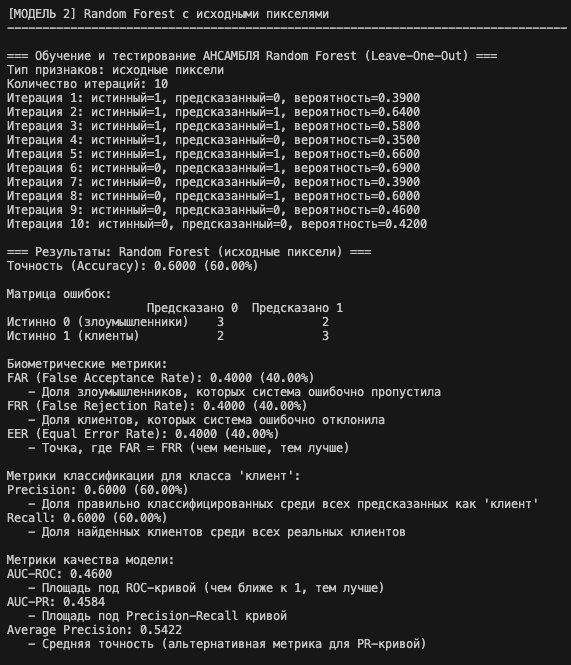 [МОДЕЛЬ 2] Random Forest с исходными пикселями
--------------------------------------------------------------------------------
=== Обучение и тестирование АНСАМБЛЯ Random Forest (Leave-One-Out) ===
Тип признаков: исходные пиксели
Количество итераций: 10
Итерация 1: истинный=1, предсказанный=0, вероятность=0.3900
Итерация 2: истинный=1, предсказанный=1, вероятность=0.6400
Итерация 3: истинный=1, предсказанный=1, вероятность=0.5800
Итерация 4: истинный=1, предсказанный=0, вероятность=0.3500
Итерация 5: истинный=1, предсказанный=1, вероятность=0.6600
Итерация 6: истинный=0, предсказанный=1, вероятность=0.6900
Итерация 7: истинный=0, предсказанный=0, вероятность=0.3900
Итерация 8: истинный=0, предсказанный=1, вероятность=0.6000
Итерация 9: истинный=0, предсказанный=0, вероятность=0.4600
Итерация 10: истинный=0, предсказанный=0, вероятность=0.4200
=== Результаты: Random Forest (исходные пиксели) ===
Точность (Accuracy): 0.6000 (60.00%)
Матрица ошибок:
Предсказано 0 Предсказано 1
Истинно 0 (злоумышленники) 3 2
Истинно 1 (клиенты) 2 3
Биометрические метрики:
FAR (False Acceptance Rate): 0.4000 (40.00%)
- Доля злоумышленников, которых система ошибочно пропустила
FRR (False Rejection Rate): 0.4000 (40.00%)
- Доля клиентов, которых система ошибочно отклонила
EER (Equal Error Rate): 0.4000 (40.00%)
- Точка, где FAR = FRR (чем меньше, тем лучше)
Метрики классификации для класса 'клиент':
Precision: 0.6000 (60.00%)
- Доля правильно классифицированных среди всех предсказанных как 'клиент'
Recall: 0.6000 (60.00%)
- Доля найденных клиентов среди всех реальных клиентов
Метрики качества модели:
AUC-ROC: 0.4600
- Площадь под ROC-кривой (чем ближе к 1, тем лучше)
AUC-PR: 0.4584
- Площадь под Precision-Recall кривой
Average Precision: 0.5422
- Средняя точность (альтернативная метрика для PR-кривой)